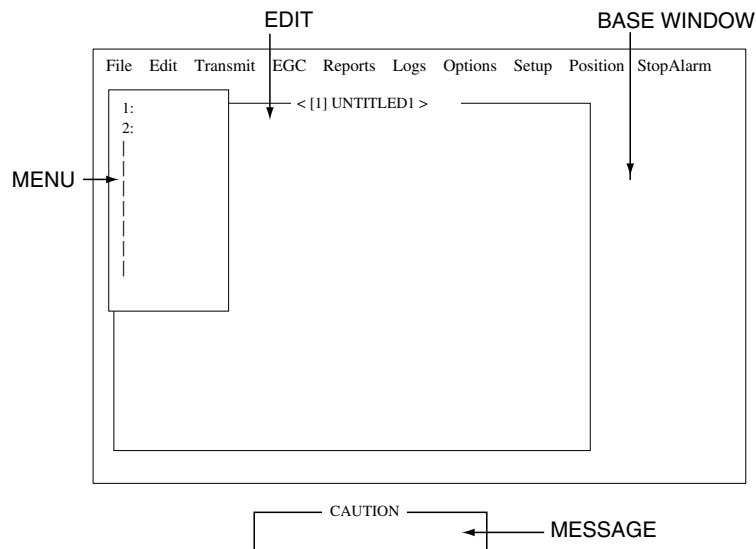 EDIT BASE WINDOW
File Edit Transmit EGC Reports Logs Options Setup Position StopAlarm
< [1] UNTITLED1 >
1:
2:
MENU
CAUTION
MESSAGE